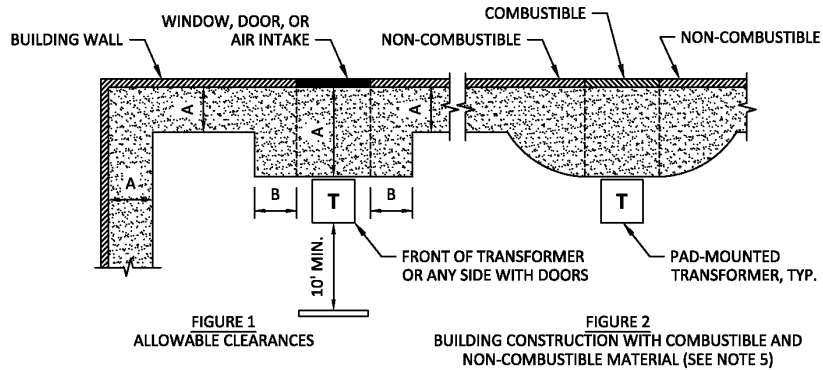 COMBUSTIBLE
WINDOW, DOOR, OR
AIR INTAKE
BUILDING WALL
NON-COMBUSTIBLE
NON-COMBUSTIBLE
A
A
A
A
B
B
T
T
10' MIN.
FRONT OF TRANSFORMER
OR ANY SIDE WITH DOORS
PAD-MOUNTED
TRANSFORMER, TYP.
FIGURE 1
ALLOWABLE CLEARANCES
FIGURE 2
BUILDING CONSTRUCTION WITH COMBUSTIBLE AND
NON-COMBUSTIBLE MATERIAL (SEE NOTE 5)